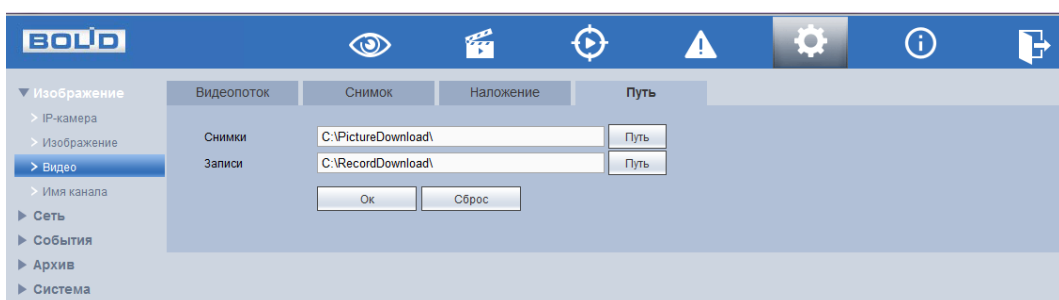 BOLID
Изображение
> IP-камера
> Изображение
> Видео
> Имя канала
Сеть
События
Архив
Система
Видеопоток Снимок Наложение Путь
Снимки C:\PictureDownload\ Путь
Записи C:\RecordDownload\ Путь
Ок Сброс